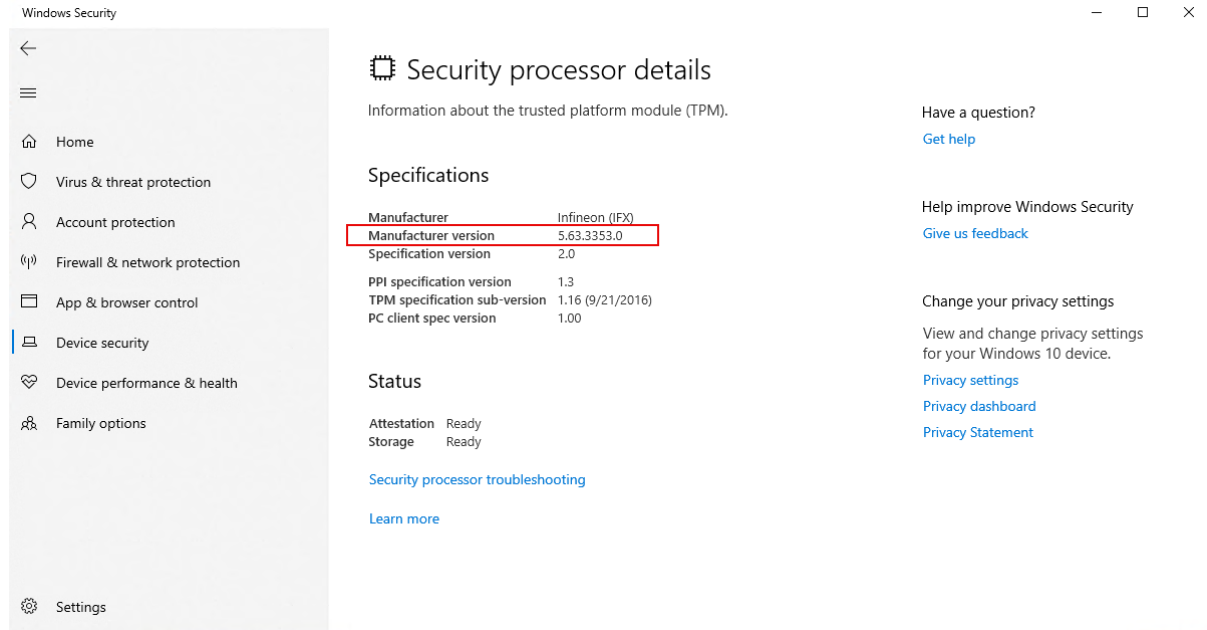 Windows Security
Home
Virus & threat protection
Account protection
Firewall & network protection
App & browser control
Device security
Device performance & health
Family options
Settings
Security processor details
Information about the trusted platform module (TPM).
Specifications
Manufacturer Infineon (IFX)
Manufacturer version 5.63.3353.0
Specification version 2.0
PPI specification version 1.3
TPM specification sub-version 1.16 (9/21/2016)
PC client spec version 1.00
Status
Attestation Ready
Storage Ready
Security processor troubleshooting
Learn more
Have a question?
Get help
Help improve Windows Security
Give us feedback
Change your privacy settings
View and change privacy settings
for your Windows 10 device.
Privacy settings
Privacy dashboard
Privacy Statement